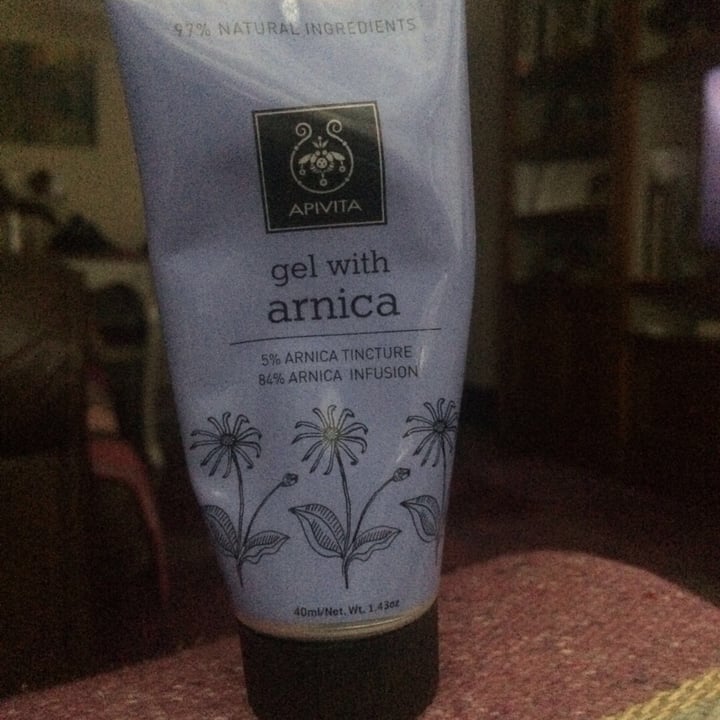 97% NATURAL INGREDIENTS
APIVITA
gel with
arnica
5% ARNICA TINCTURE
84% ARNICA INFUSION
40ml/Net. Wt. 1.43oz